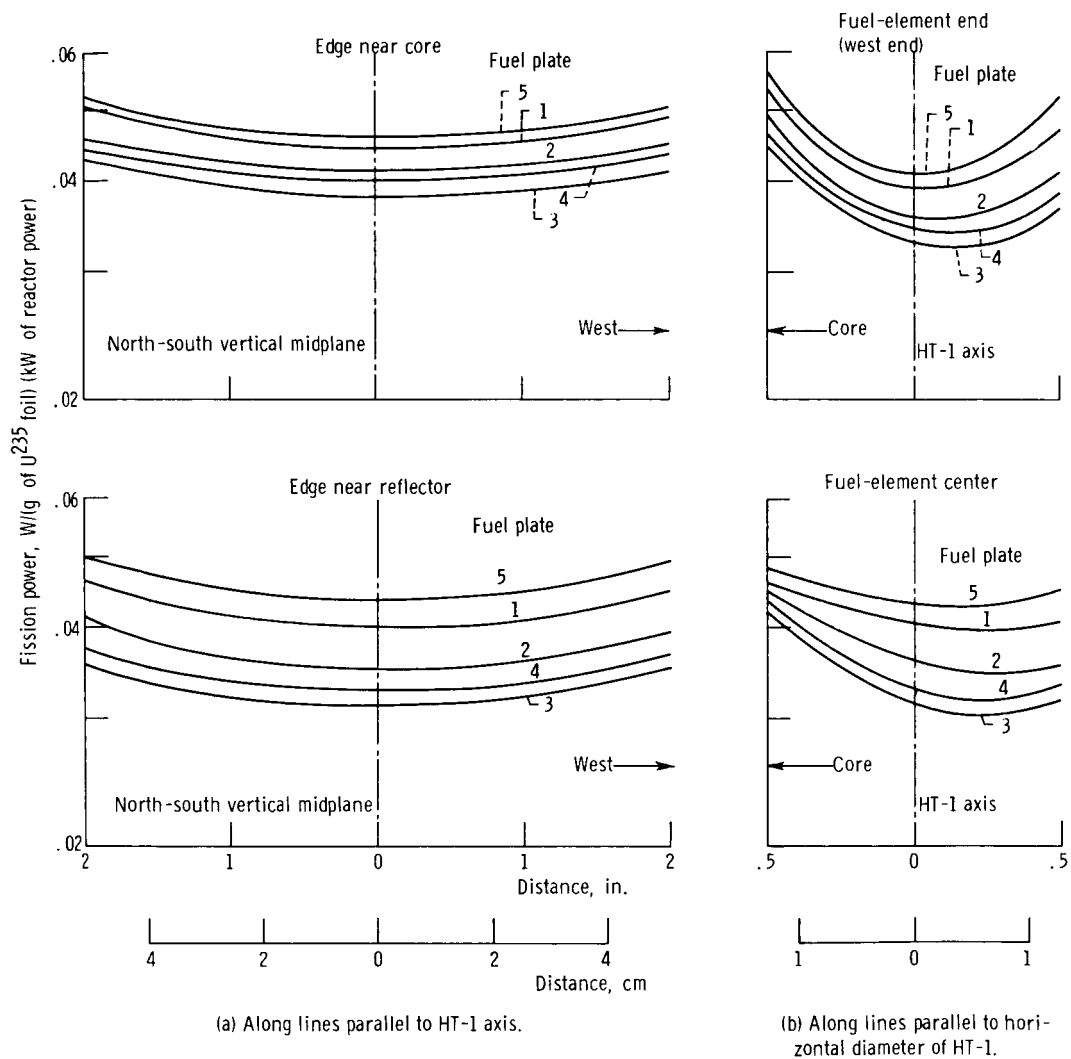 Fission power, W/(g of U235 foil) (kW of reactor power)
.06
.04
.02
Edge near core
Fuel plate
5
1
2
4
3
West
North-south vertical midplane
Fuel-element end
(west end)
Fuel plate
5
1
2
4
3
Core
HT-1 axis
.06
.04
.02
Edge near reflector
Fuel plate
5
1
2
4
3
West
North-south vertical midplane
2 1 0 1 2
Distance, in.
4 2 0 2 4
Distance, cm
(a) Along lines parallel to HT-1 axis.
Fuel-element center
Fuel plate
5
1
2
4
3
Core
HT-1 axis
.5 0 .5
1 0 1
(b) Along lines parallel to hori-
zontal diameter of HT-1.